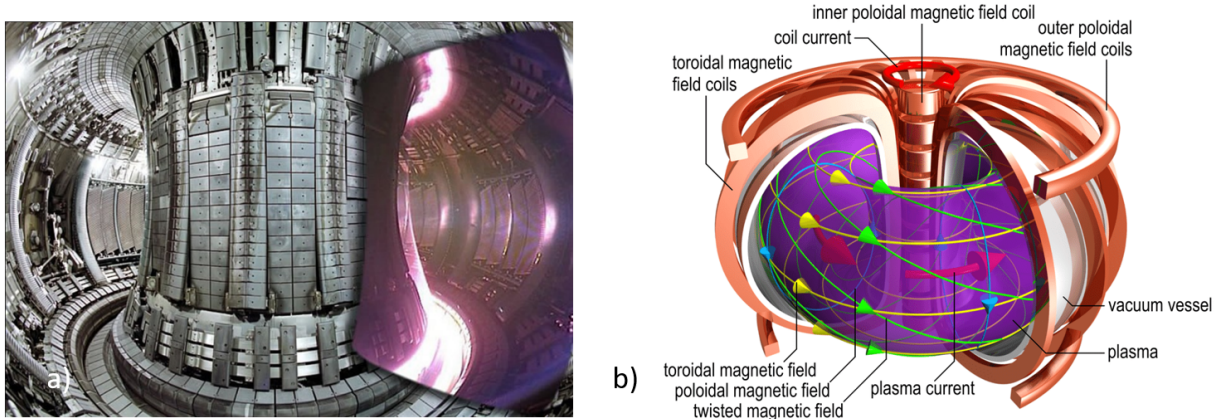 a)
inner poloidal magnetic field coil
coil current
outer poloidal
magnetic field coils
toroidal magnetic
field coils
vacuum vessel
plasma
toroidal magnetic field
poloidal magnetic field
twisted magnetic field
plasma current
b)